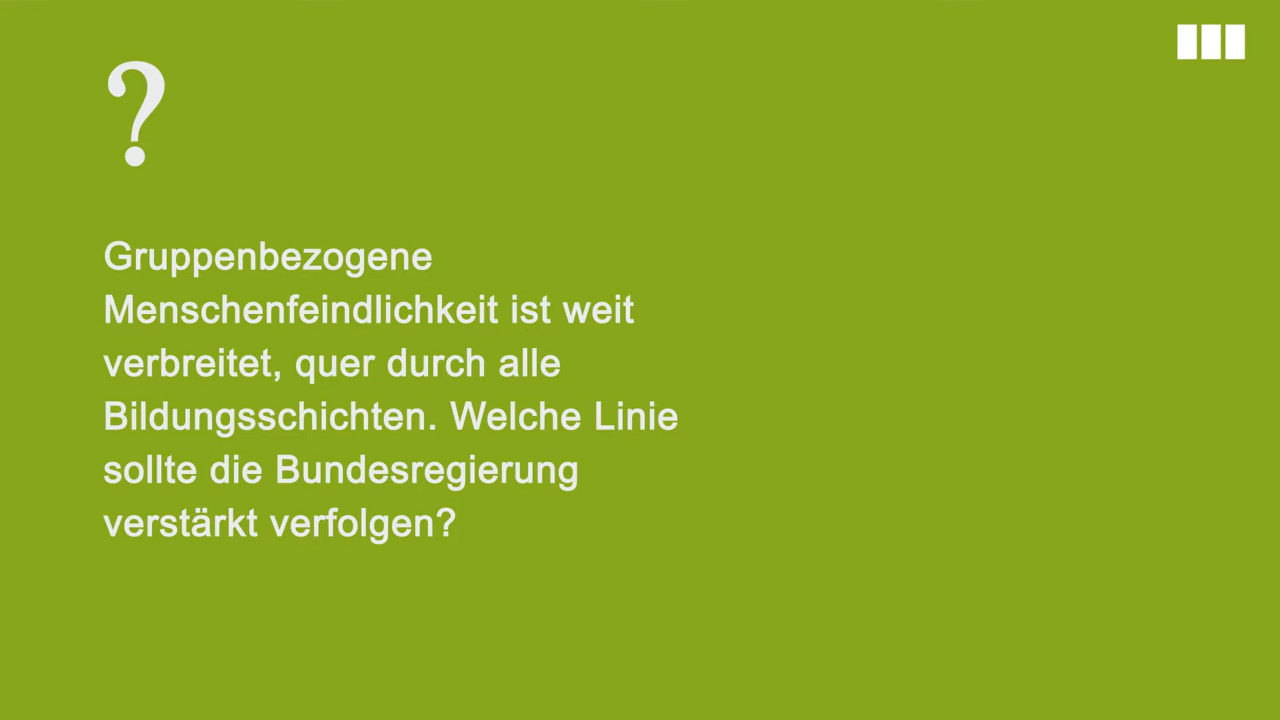 ?
Gruppenbezogene
Menschenfeindlichkeit ist weit
verbreitet, quer durch alle
Bildungsschichten. Welche Linie
sollte die Bundesregierung
verstärkt verfolgen?